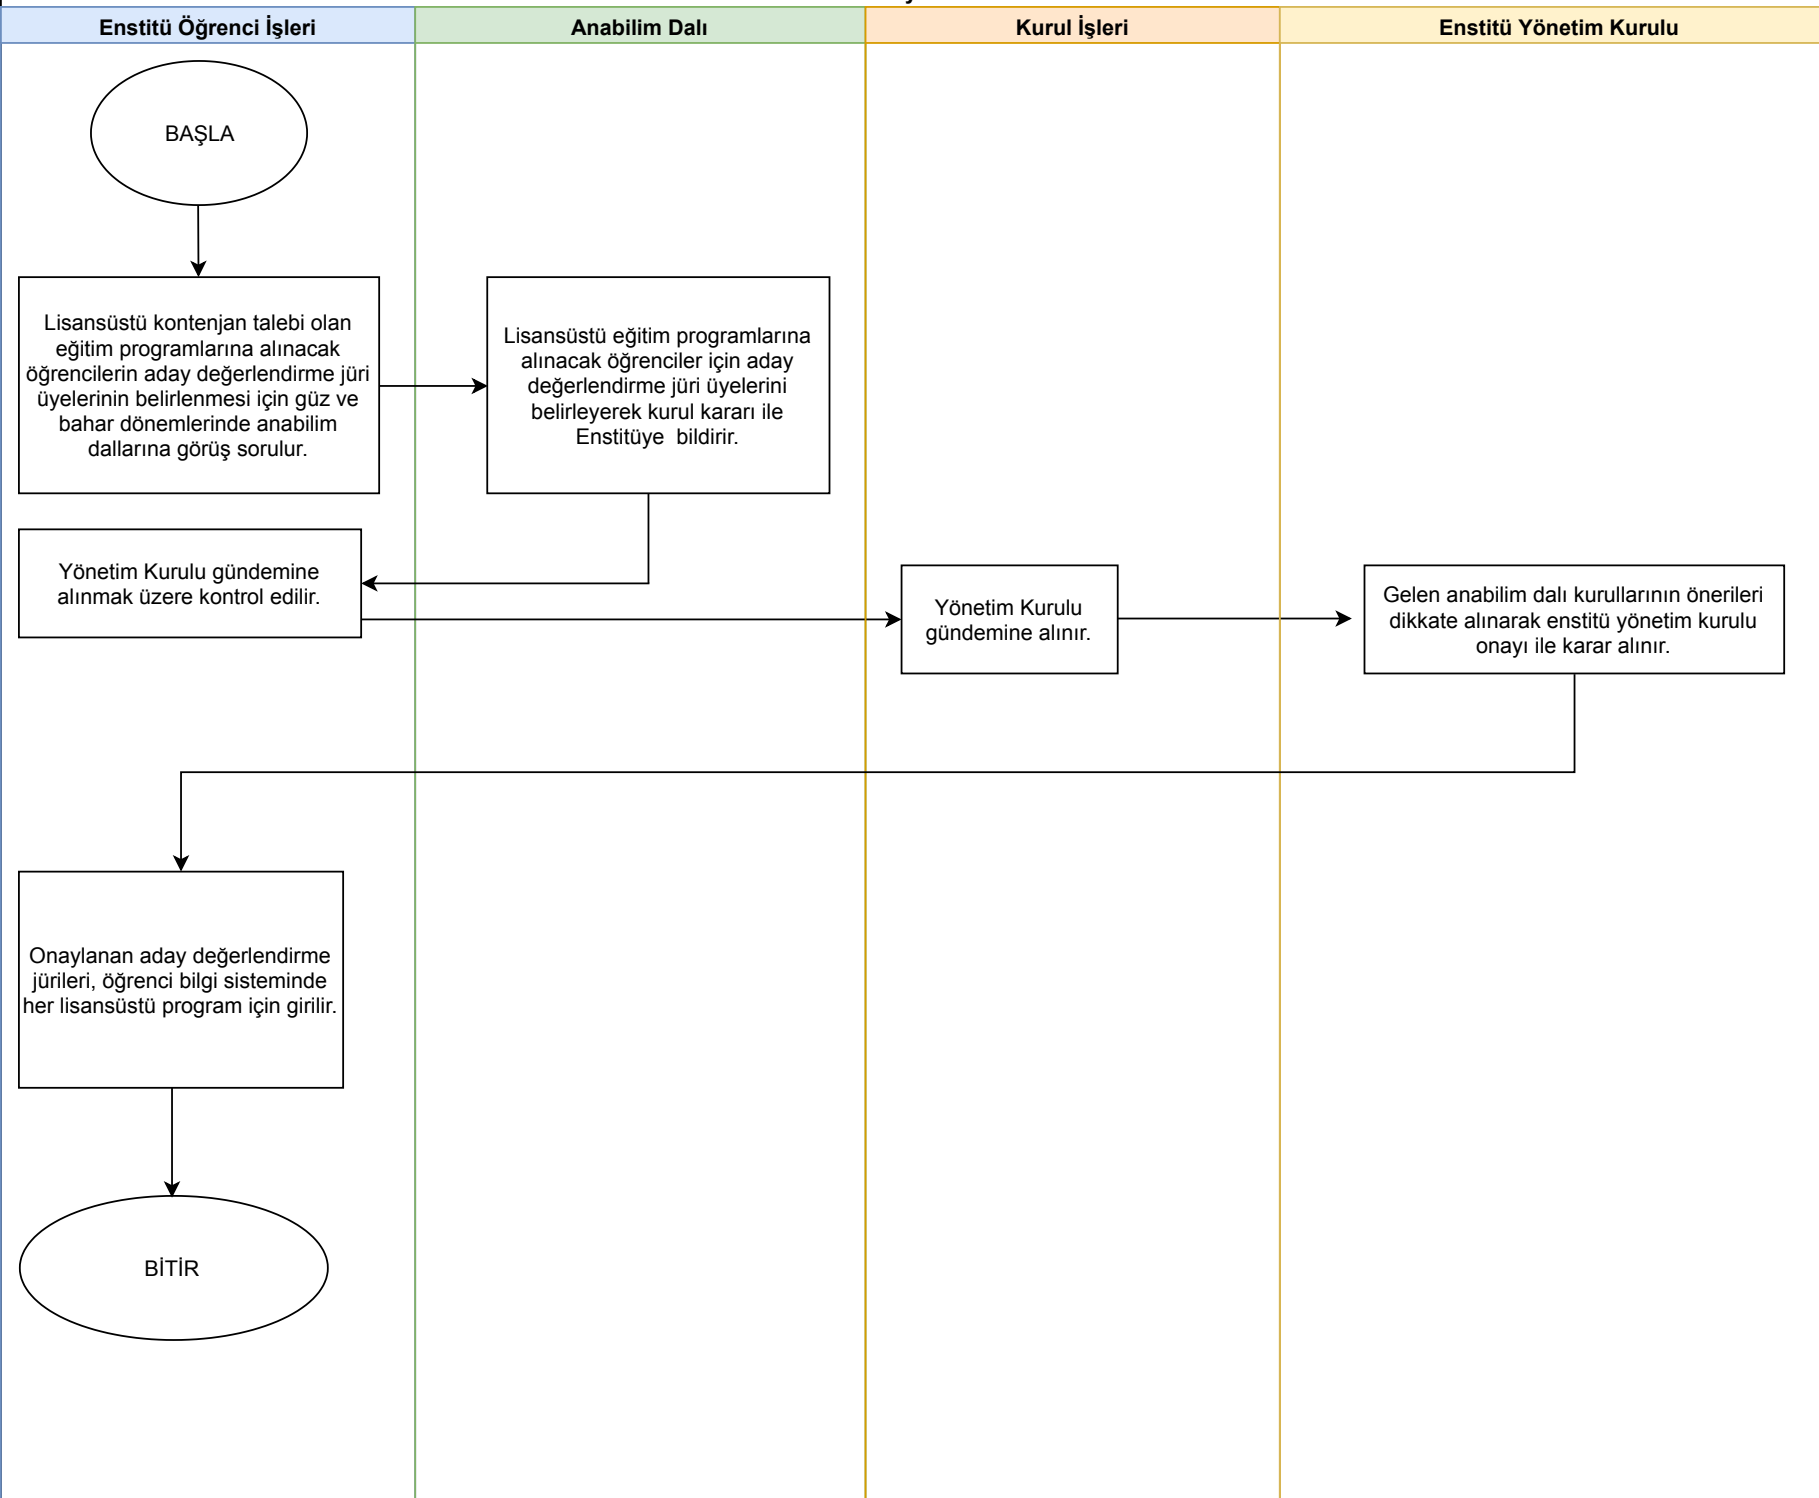 Enstitü Öğrenci İşleri
Anabilim Dalı
Kurul İşleri
Enstitü Yönetim Kurulu
BAŞLA
Lisansüstü kontenjan talebi olan
eğitim programlarına alınacak
öğrencilerin aday değerlendirme jüri
üyelerinin belirlenmesi için güz ve
bahar dönemlerinde anabilim
dallarına görüş sorulur.
Lisansüstü eğitim programlarına
alınacak öğrenciler için aday
değerlendirme jüri üyelerini
belirleyerek kurul kararı ile
Enstitüye  bildirir.
Yönetim Kurulu gündemine
alınmak üzere kontrol edilir.
Yönetim Kurulu
gündemine alınır.
Gelen anabilim dalı kurullarının önerileri
dikkate alınarak enstitü yönetim kurulu
onayı ile karar alınır.
Onaylanan aday değerlendirme
jürileri, öğrenci bilgi sisteminde
her lisansüstü program için girilir.
BİTİR